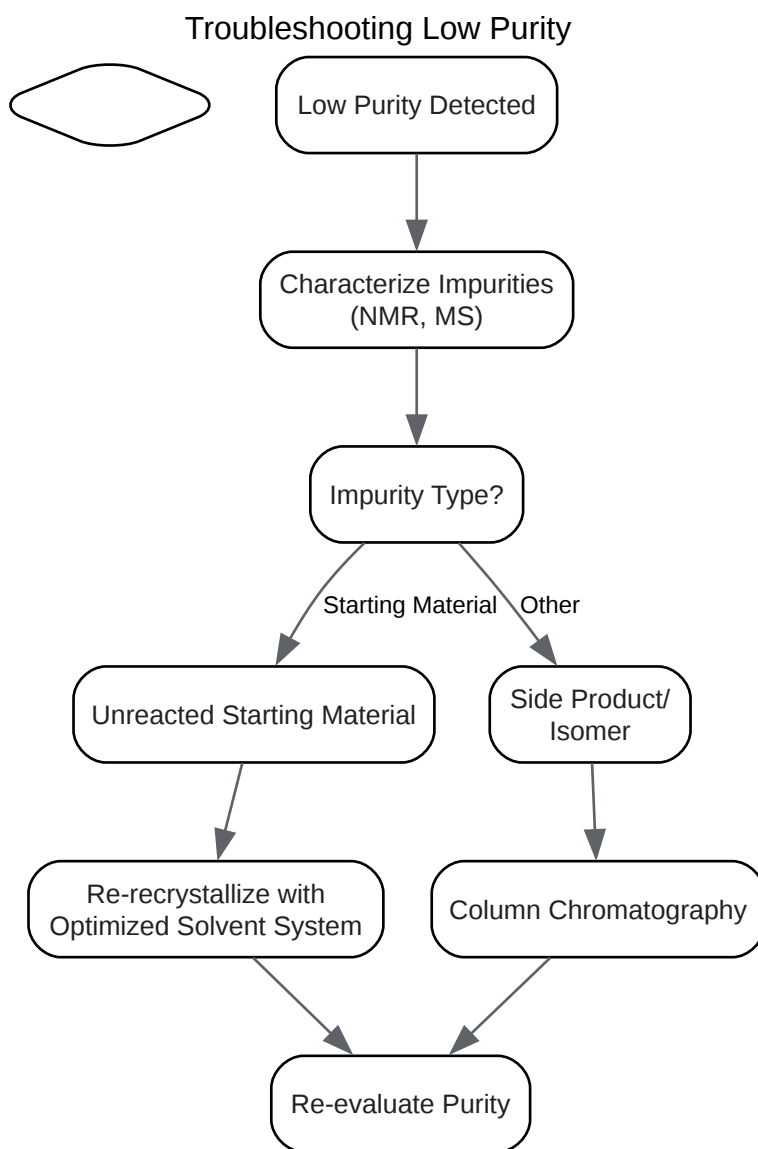 Troubleshooting Low Purity
Low Purity Detected
Characterize Impurities
(NMR, MS)
Impurity Type?
Starting Material
Other
Unreacted Starting Material
Side Product/
Isomer
Re-recrystallize with
Optimized Solvent System
Column Chromatography
Re-evaluate Purity